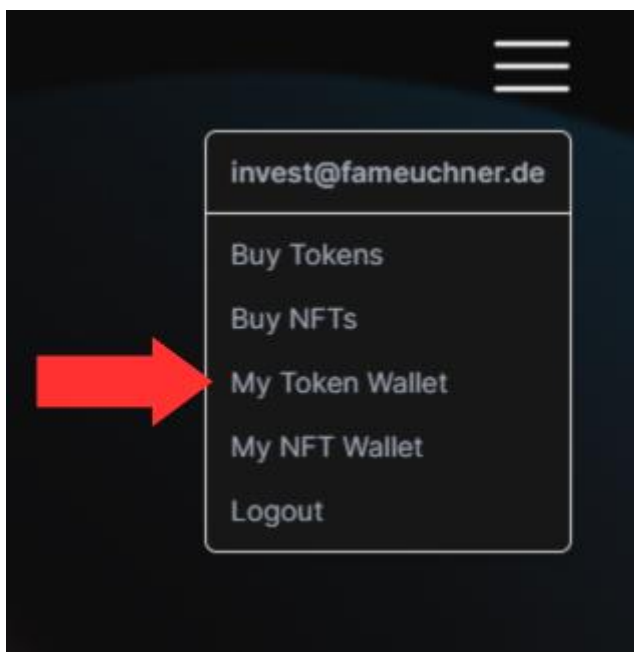 invest@fameuchner.de
Buy Tokens
Buy NFTs
My Token Wallet
My NFT Wallet
Logout